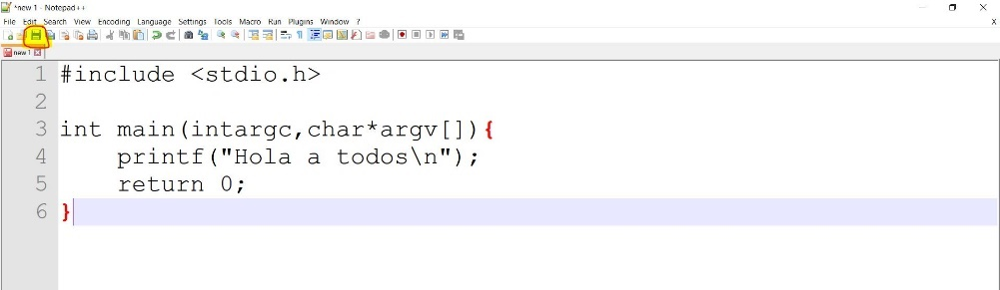 *new 1 - Notepad++
File Edit Search View Encoding Language Settings Tools Macro Run Plugins Window ?
X
new 1
1 #include <stdio.h>
2
3 int main(intargc,char*argv[]){
4 printf("Hola a todos\n");
5 return 0;
6 }